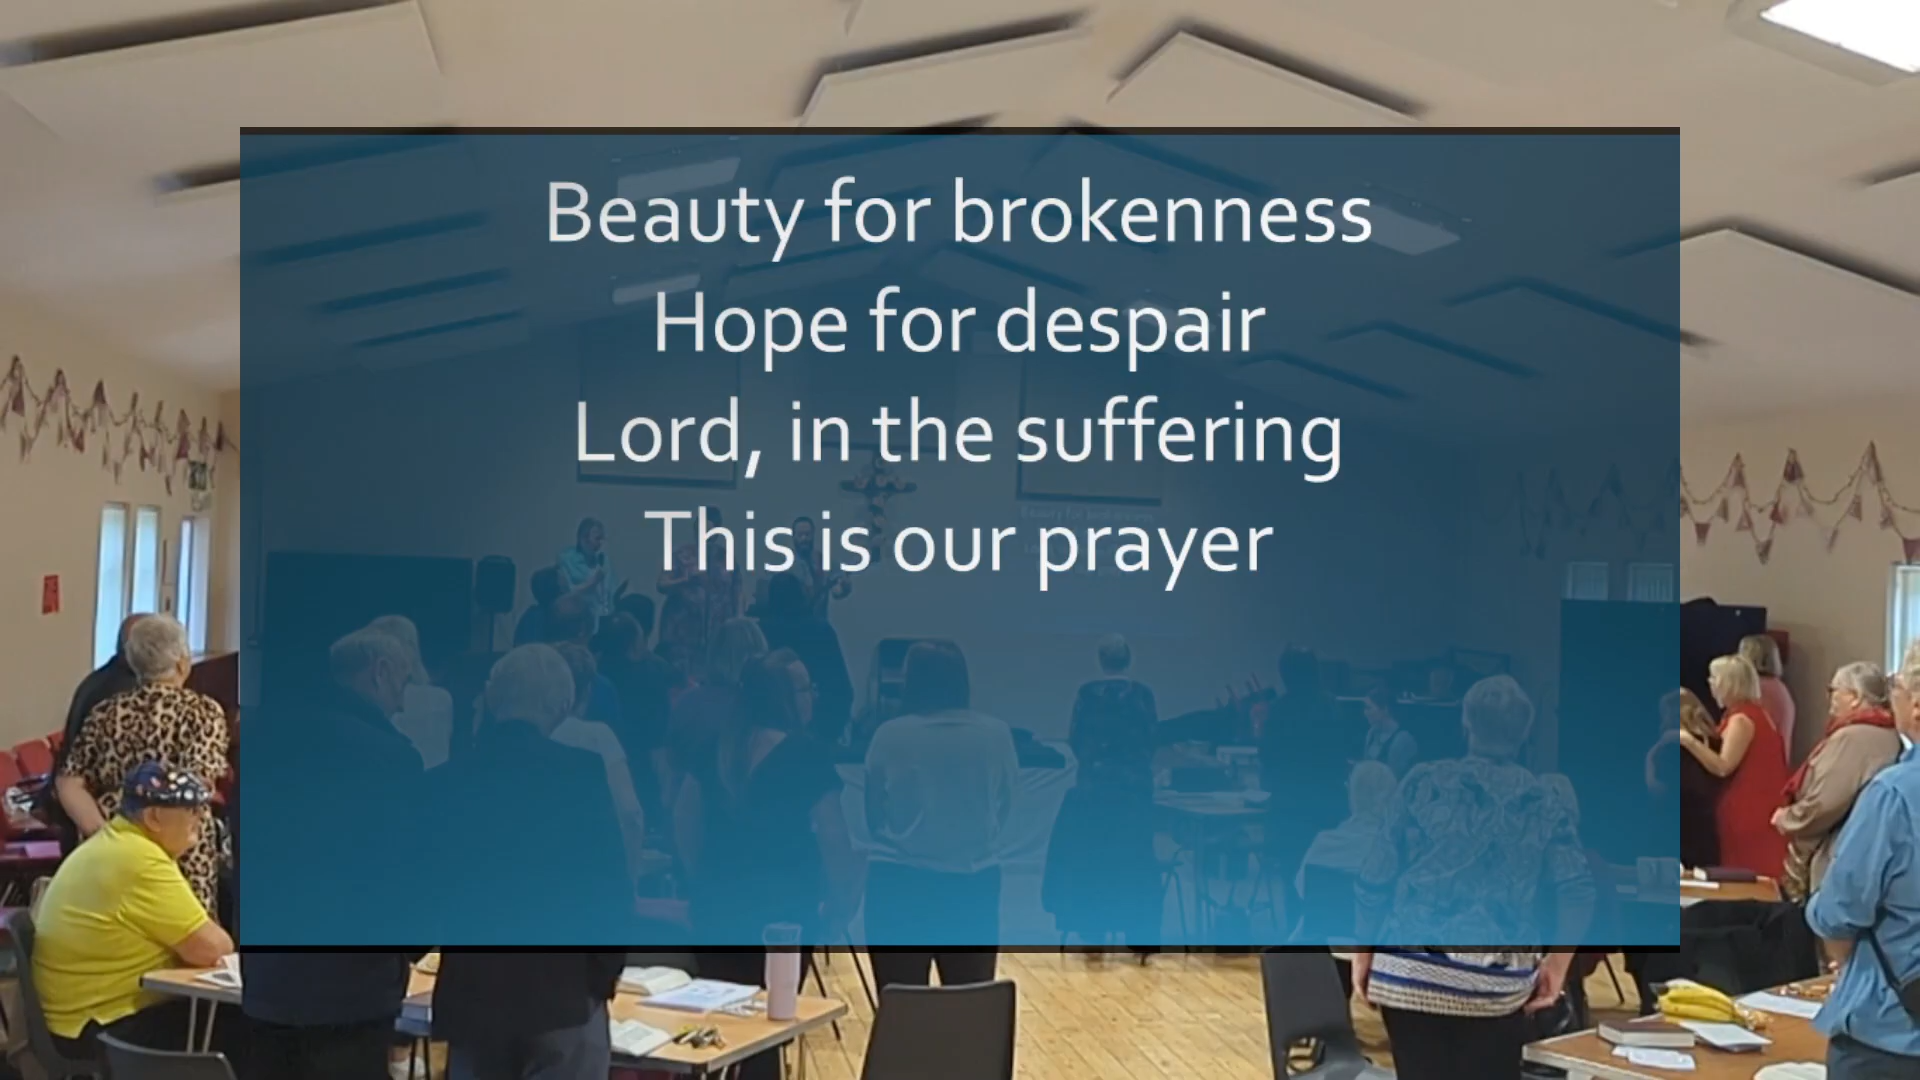 Beauty for brokenness
Hope for despair
Lord, in the suffering
This is our prayer